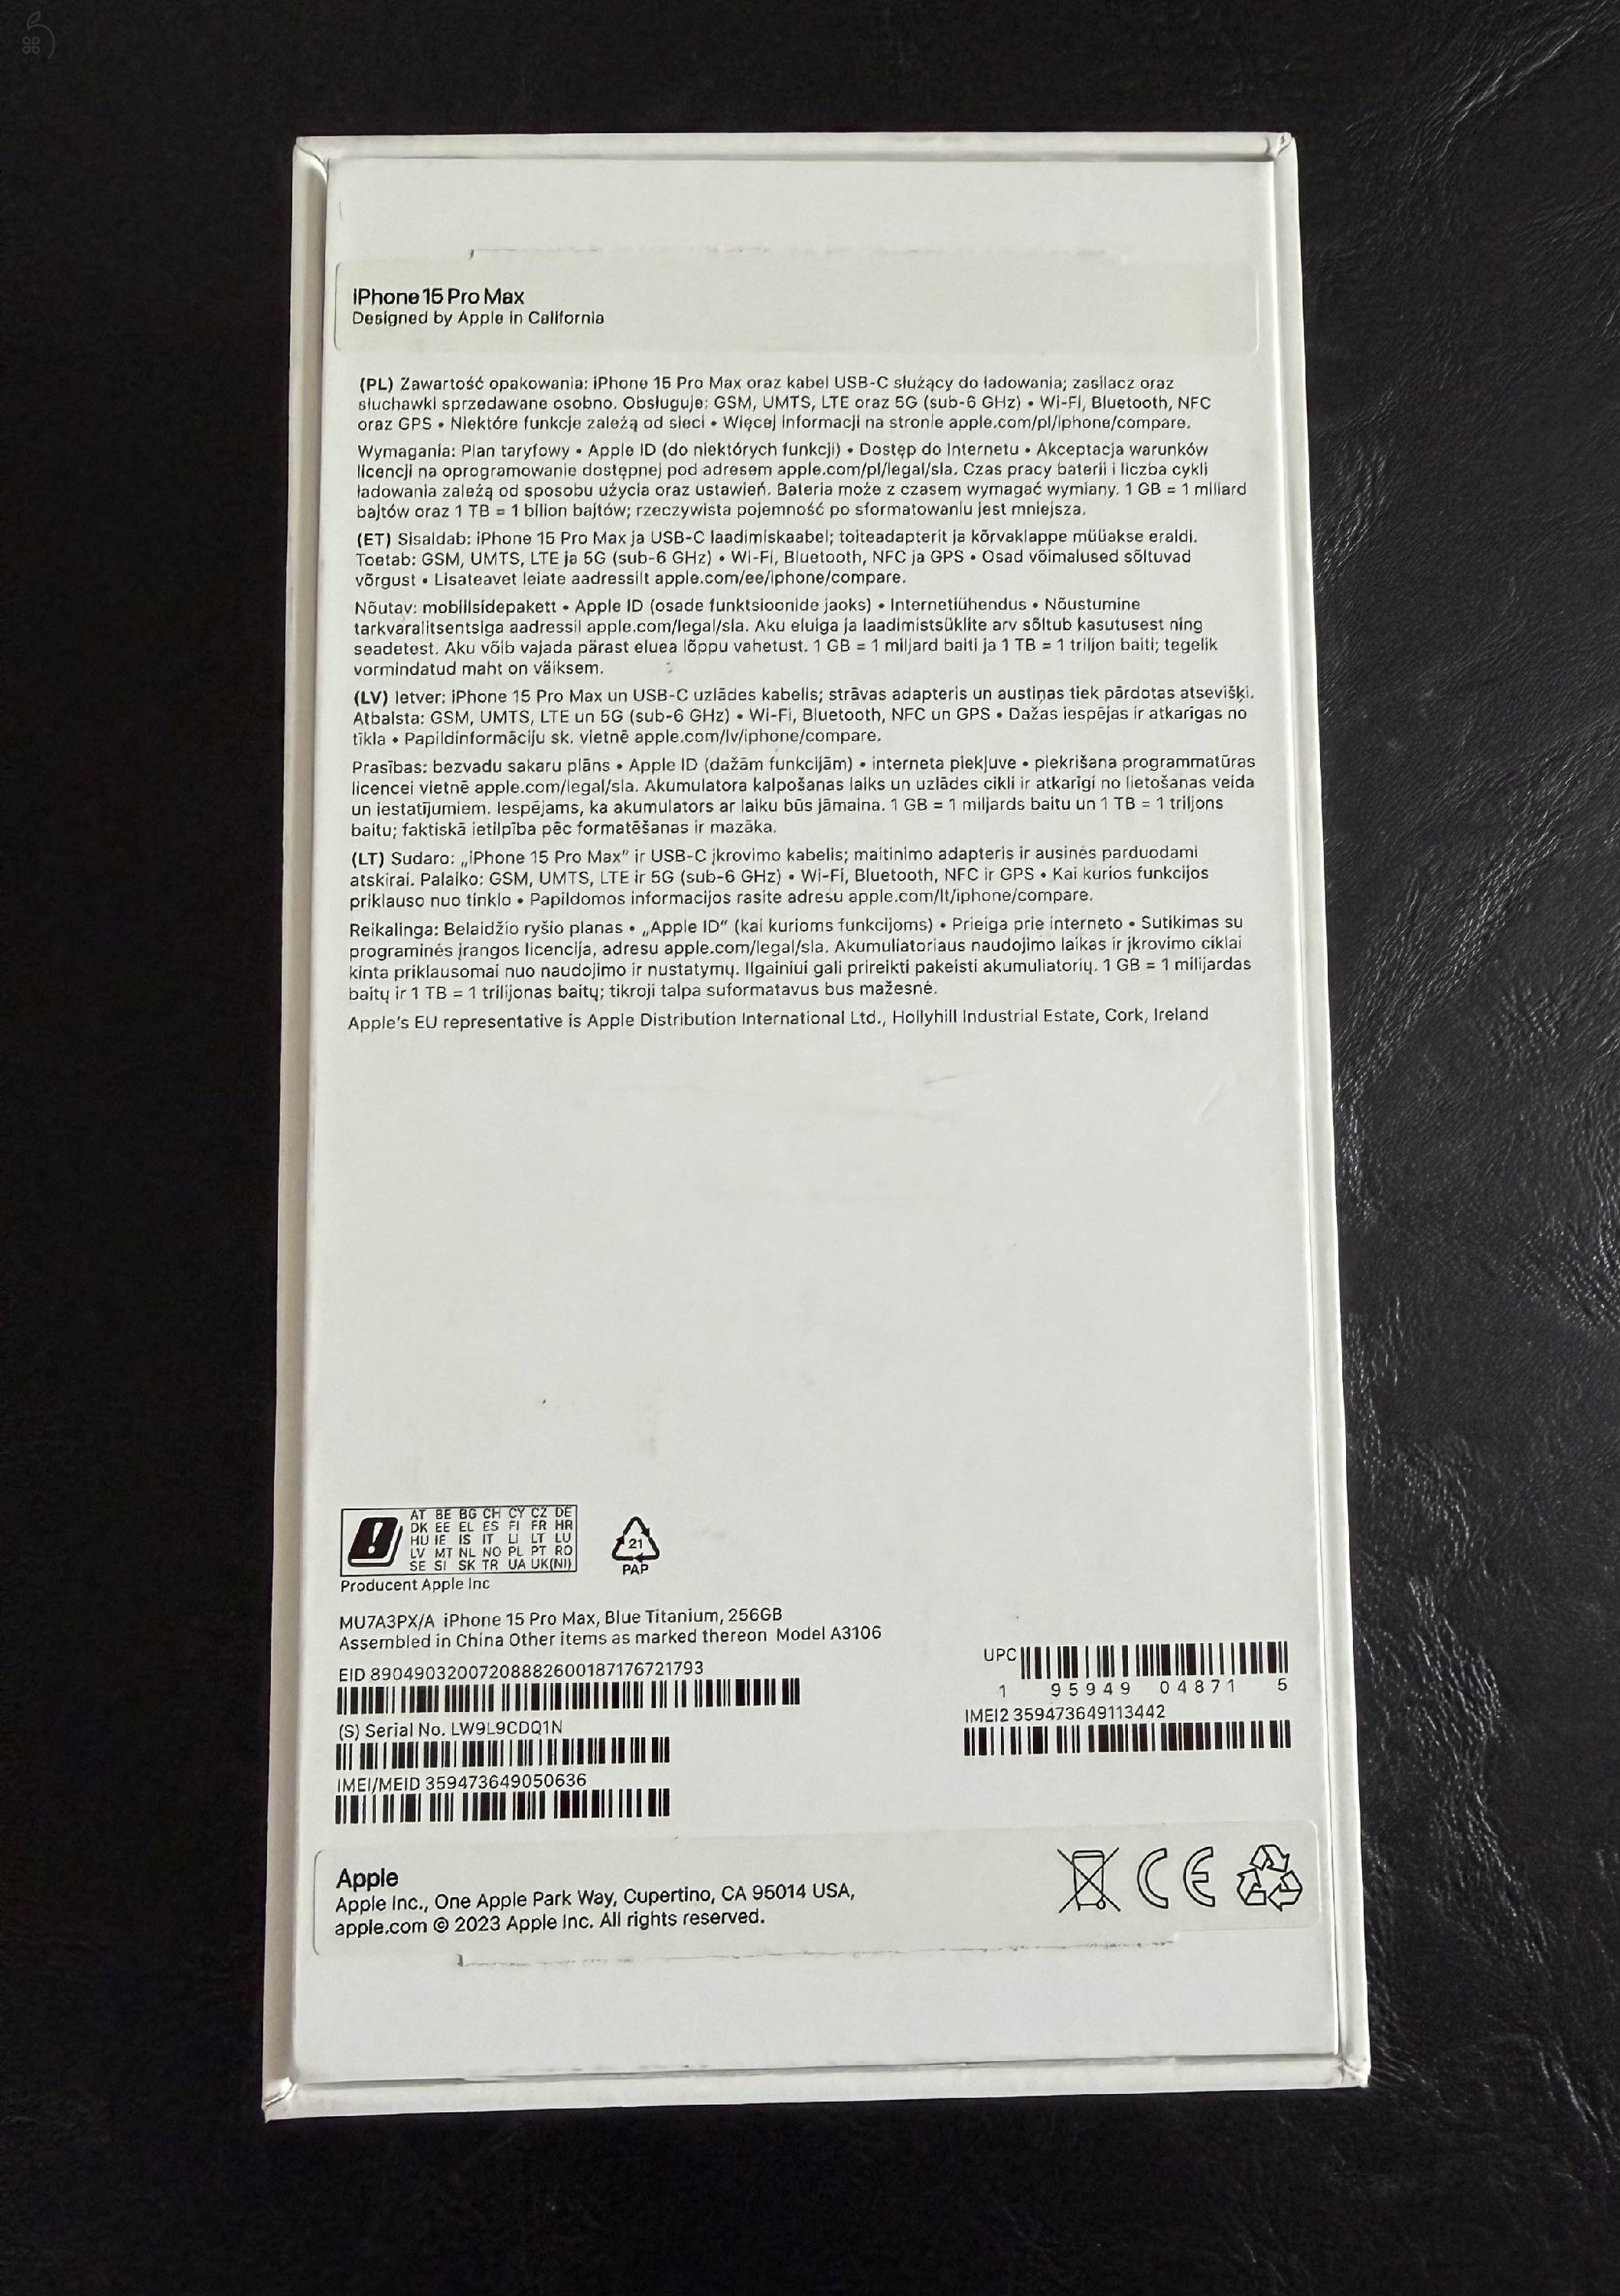 iPhone 15 Pro Max
Designed by Apple in California
(PL) Zawartość opakowania: iPhone 15 Pro Max oraz kabel USB-C służący do ładowania; zasilacz oraz
słuchawki sprzedawane osobno. Obsługuje: GSM, UMTS, LTE oraz 5G (sub-6 GHz) • Wi-Fi, Bluetooth, NFC
oraz GPS • Niektóre funkcje zależą od sieci • Więcej informacji na stronie apple.com/pl/iphone/compare.
Wymagania: Plan taryfowy • Apple ID (do niektórych funkcji) • Dostęp do Internetu • Akceptacja warunków
licencji na oprogramowanie dostępnej pod adresem apple.com/pl/legal/sla. Czas pracy baterii i liczba cykli
ładowania zależą od sposobu użycia oraz ustawień. Bateria może z czasem wymagać wymiany. 1 GB = 1 miliard
bajtów oraz 1 TB = 1 bilion bajtów; rzeczywista pojemność po sformatowaniu jest mniejsza.
(ET) Sisaldab: iPhone 15 Pro Max ja USB-C laadimiskaabel; toiteadapterit ja kõrvaklappe müüakse eraldi.
Toetab: GSM, UMTS, LTE ja 5G (sub-6 GHz) • Wi-Fi, Bluetooth, NFC ja GPS • Osad võimalused sõltuvad
võrgust • Lisateavet leiate aadressilt apple.com/ee/iphone/compare.
Nõutav: mobiilsidepakett • Apple ID (osade funktsioonide jaoks) • Internetiühendus • Nõustumine
tarkvaralitsentsiga aadressil apple.com/legal/sla. Aku eluiga ja laadimistsüklite arv sõltub kasutusest ning
seadetest. Aku võib vajada pärast eluea lõppu vahetust. 1 GB = 1 miljard baiti ja 1 TB = 1 triljon baiti; tegelik
vormindatud maht on väiksem.
(LV) Ietver: iPhone 15 Pro Max un USB-C uzlādes kabelis; strāvas adapteris un austiņas tiek pārdotas atsevišķi.
Atbalsta: GSM, UMTS, LTE un 5G (sub-6 GHz) • Wi-Fi, Bluetooth, NFC un GPS • Dažas iespējas ir atkarīgas no
tīkla • Papildinformāciju sk. vietnē apple.com/lv/iphone/compare.
Prasības: bezvadu sakaru plāns • Apple ID (dažām funkcijām) • interneta piekļuve • piekrišana programmatūras
licencei vietnē apple.com/legal/sla. Akumulatora kalpošanas laiks un uzlādes cikli ir atkarīgi no lietošanas veida
un iestatījumiem. Iespējams, ka akumulators ar laiku būs jāmaina. 1 GB = 1 miljards baitu un 1 TB = 1 triljons
baitu; faktiskā ietilpība pēc formatēšanas ir mazāka.
(LT) Sudaro: „iPhone 15 Pro Max“ ir USB-C įkrovimo kabelis; maitinimo adapteris ir ausinės parduodami
atskirai. Palaiko: GSM, UMTS, LTE ir 5G (sub-6 GHz) • Wi-Fi, Bluetooth, NFC ir GPS • Kai kurios funkcijos
priklauso nuo tinklo • Papildomos informacijos rasite adresu apple.com/lt/iphone/compare.
Reikalinga: Belaidžio ryšio planas • „Apple ID“ (kai kurioms funkcijoms) • Prieiga prie interneto • Sutikimas su
programinės įrangos licencija, adresu apple.com/legal/sla. Akumuliatoriaus naudojimo laikas ir įkrovimo ciklai
kinta priklausomai nuo naudojimo ir nustatymų. Ilgainiui gali prireikti pakeisti akumuliatorių. 1 GB = 1 milijardas
baitų ir 1 TB = 1 trilijonas baitų; tikroji talpa suformatavus bus mažesnė.
Apple's EU representative is Apple Distribution International Ltd., Hollyhill Industrial Estate, Cork, Ireland
AT BE BG CH CY CZ DE
DK EE EL ES FI FR HR
HU IE IS IT LI LT LU
LV MT NL NO PL PT RO
SE SI SK TR UA UK(NI)
21
PAP
Producent Apple Inc
MU7A3PX/A iPhone 15 Pro Max, Blue Titanium, 256GB
Assembled in China Other items as marked thereon Model A3106
EID 89049032007208882600187176721793
(S) Serial No. LW9L9CDQ1N
IMEI/MEID 359473649050636
UPC
1 95949 04871 5
IMEI2 359473649113442
Apple
Apple Inc., One Apple Park Way, Cupertino, CA 95014 USA,
apple.com © 2023 Apple Inc. All rights reserved.
CE